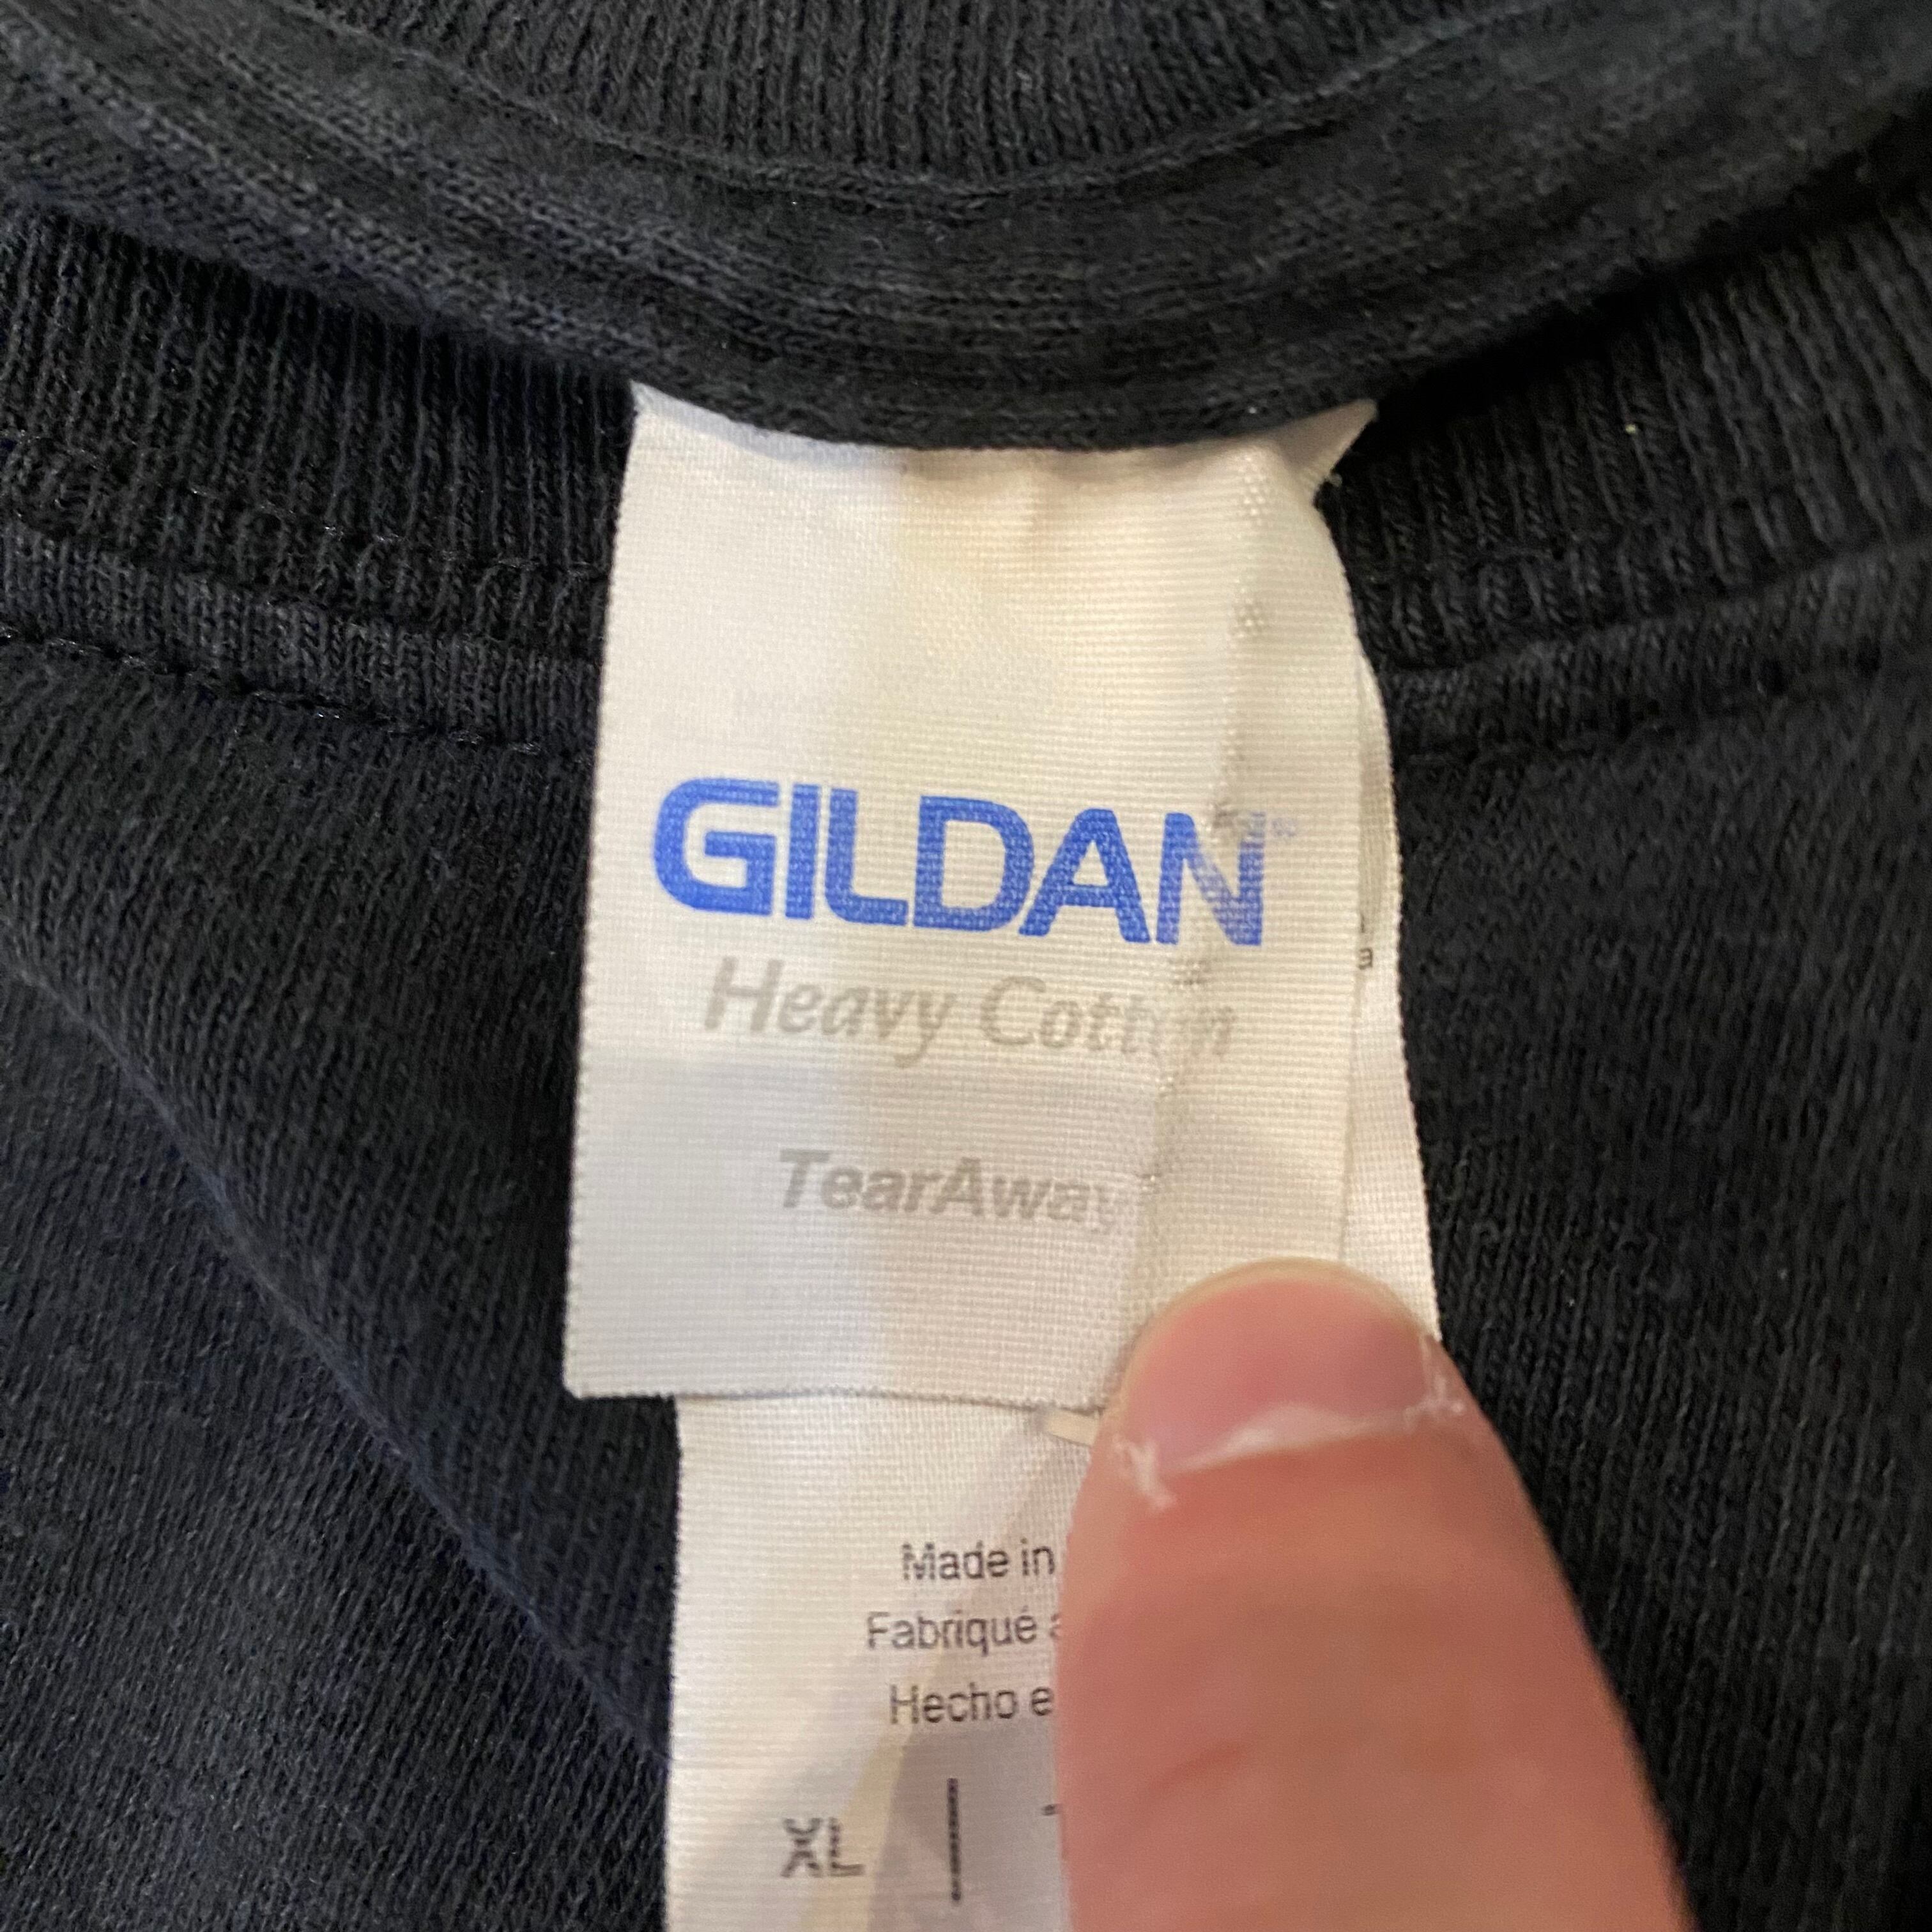 GILDAN®
Heavy Cotton
TearAway
a
Made in
Fabriqué
Hecho
XL |